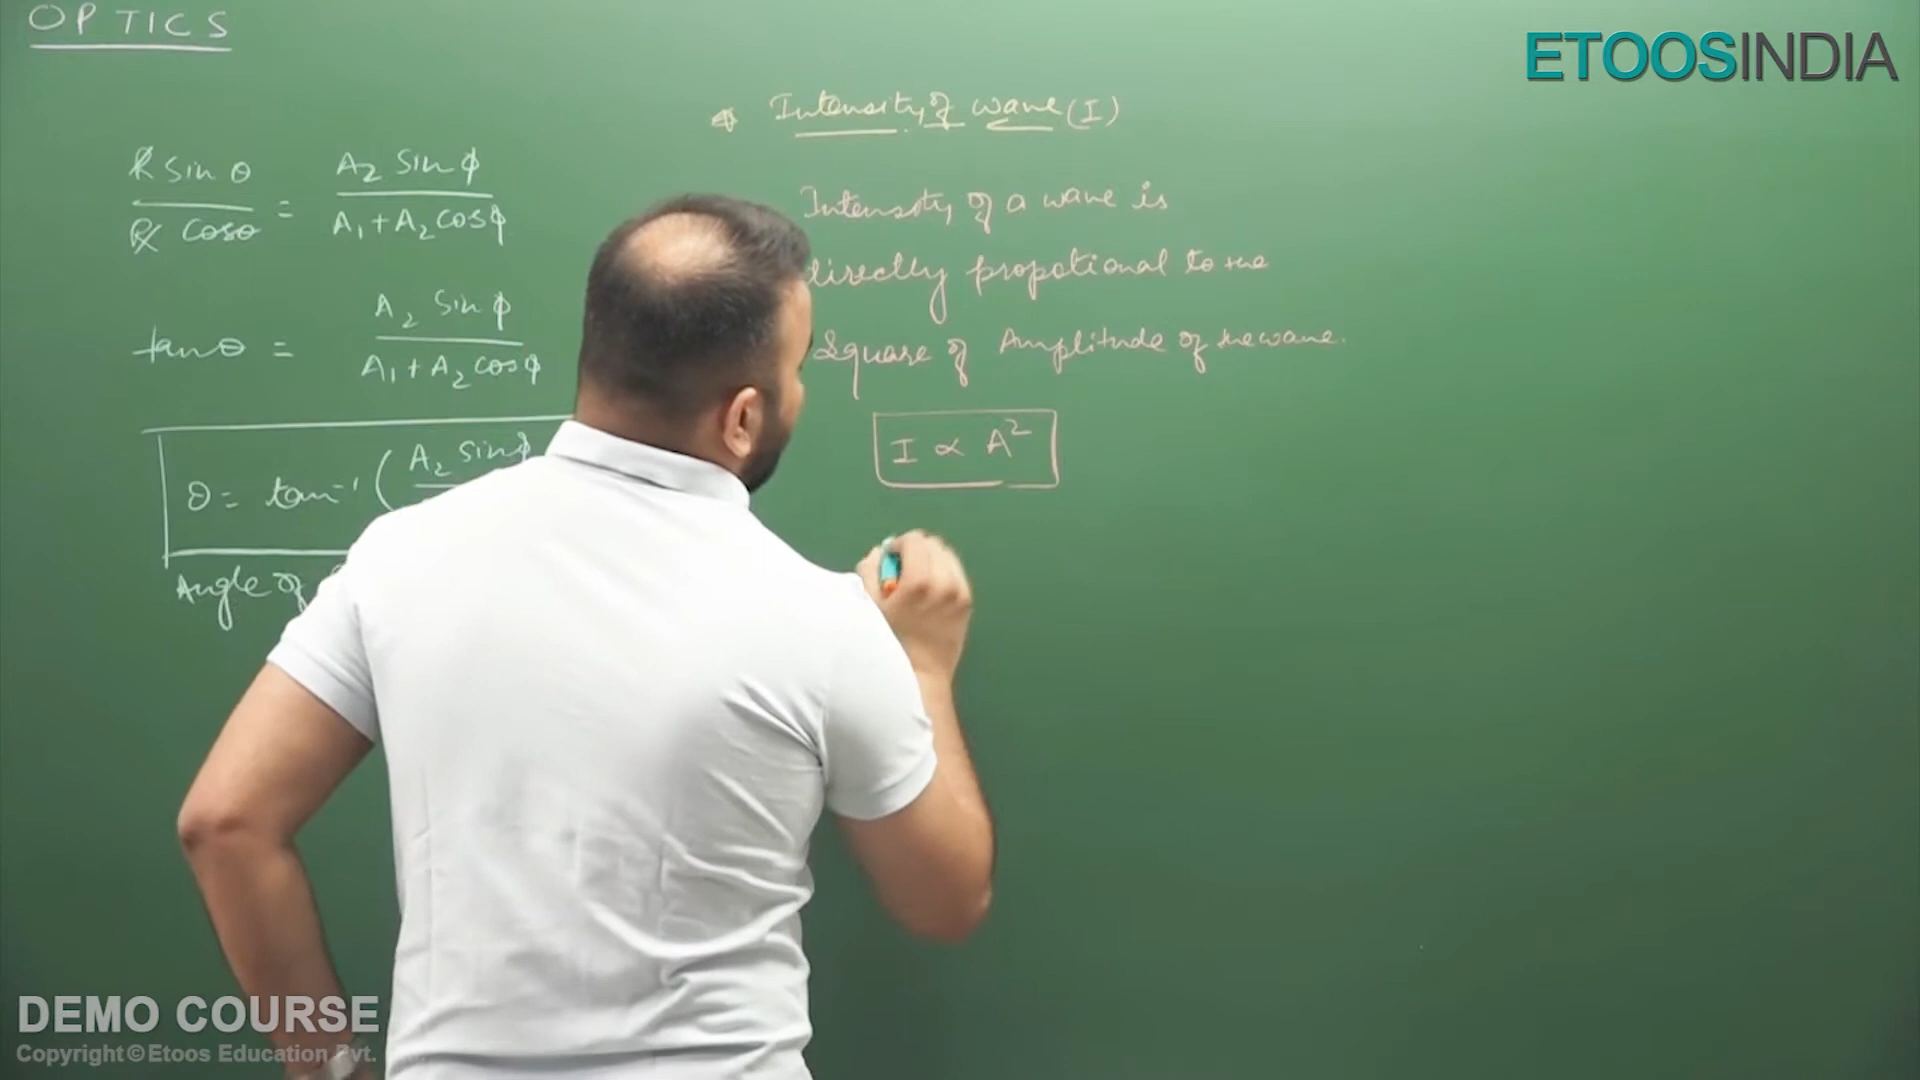 OPTICS
ETOOSINDIA
R sin θ / R cos θ = A₂ sin φ / A₁ + A₂ cos φ
tan θ = A₂ sin φ / A₁ + A₂ cos φ
θ = tan⁻¹ ( A₂ sin φ
Angle of
Intensity of wave (I)
Intensity of a wave is
directly propotional to the
Square of Amplitude of the wave.
I ∝ A²
DEMO COURSE
Copyright©Etoos Education Pvt.